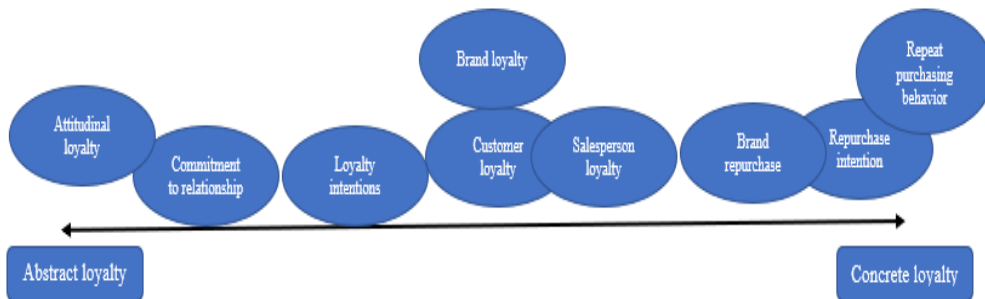 Attitudinal
loyalty
Commitment
to relationship
Loyalty
intentions
Brand loyalty
Customer
loyalty
Salesperson
loyalty
Brand
repurchase
Repurchase
intention
Repeat
purchasing
behavior
Abstract loyalty
Concrete loyalty